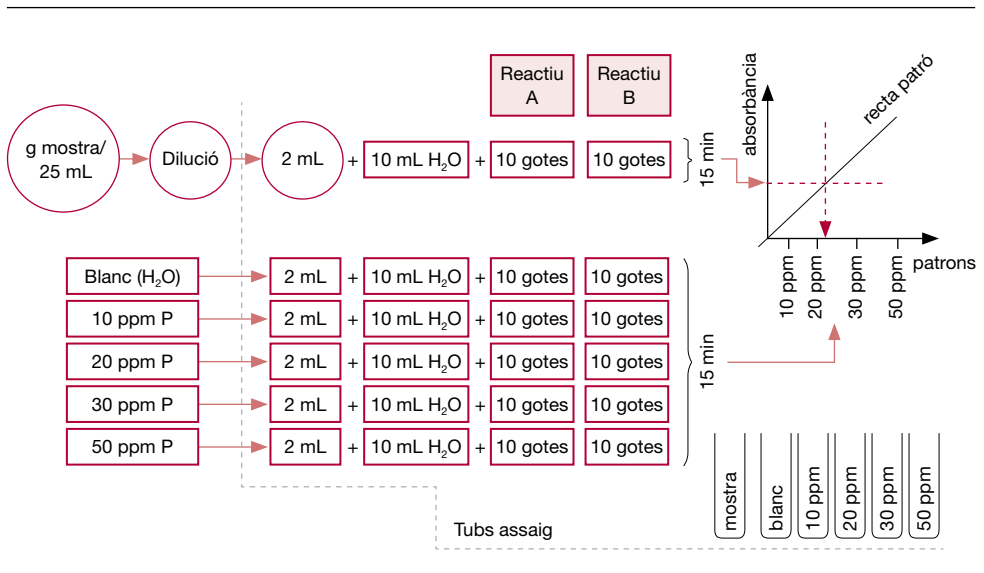 Reactiu
A
Reactiu
B
g mostra/
25 mL
Dilució
2 mL
+
10 mL H₂O
+
10 gotes
10 gotes
15 min
absorbància
recta patró
patrons
10 ppm
20 ppm
30 ppm
50 ppm
Blanc (H₂O)
2 mL
+
10 mL H₂O
+
10 gotes
10 gotes
10 ppm P
2 mL
+
10 mL H₂O
+
10 gotes
10 gotes
20 ppm P
2 mL
+
10 mL H₂O
+
10 gotes
10 gotes
30 ppm P
2 mL
+
10 mL H₂O
+
10 gotes
10 gotes
50 ppm P
2 mL
+
10 mL H₂O
+
10 gotes
10 gotes
15 min
Tubs assaig
mostra
blanc
10 ppm
20 ppm
30 ppm
50 ppm